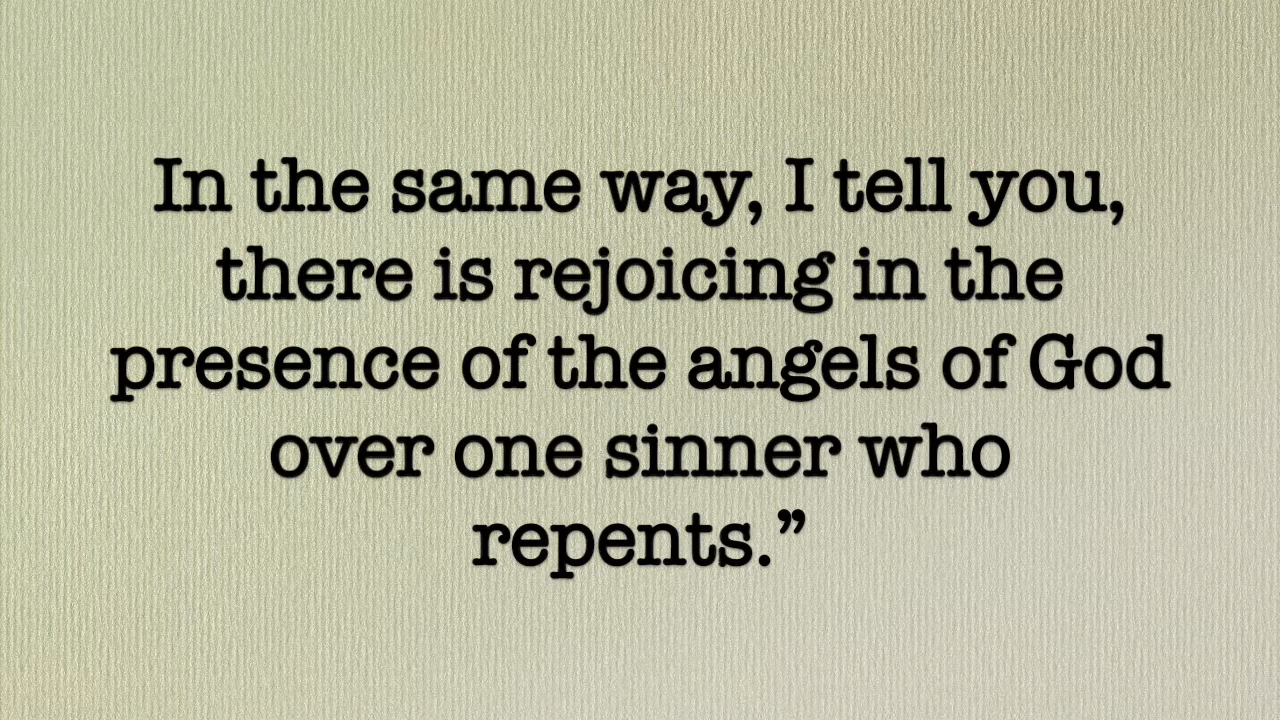 In the same way, I tell you,
there is rejoicing in the
presence of the angels of God
over one sinner who
repents.”